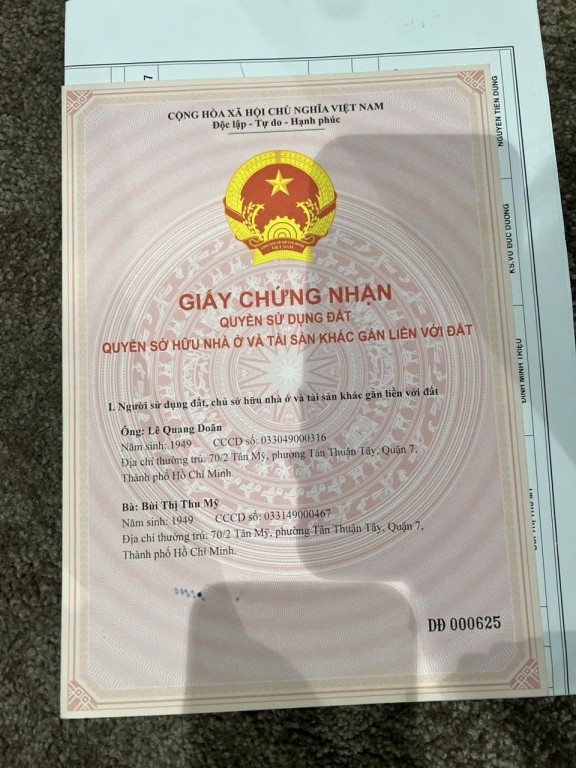 CỘNG HÒA XÃ HỘI CHỦ NGHĨA VIỆT NAM
Độc lập - Tự do - Hạnh phúc
VIỆT NAM
GIẤY CHỨNG NHẬN
QUYỀN SỬ DỤNG ĐẤT
QUYỀN SỞ HỮU NHÀ Ở VÀ TÀI SẢN KHÁC GẮN LIỀN VỚI ĐẤT
I. Người sử dụng đất, chủ sở hữu nhà ở và tài sản khác gắn liền với đất
Ông: Lê Quang Doãn
Năm sinh: 1949 CCCD số: 033049000316
Địa chỉ thường trú: 70/2 Tân Mỹ, phường Tân Thuận Tây, Quận 7,
Thành phố Hồ Chí Minh.
Bà: Bùi Thị Thu Mỹ
Năm sinh: 1949 CCCD số: 033149000467
Địa chỉ thường trú: 70/2 Tân Mỹ, phường Tân Thuận Tây, Quận 7,
Thành phố Hồ Chí Minh.
DĐ 000625
NGUYỄN TIẾN DŨNG
KS.VŨ ĐỨC DƯƠNG
ĐINH MINH TRIỆU